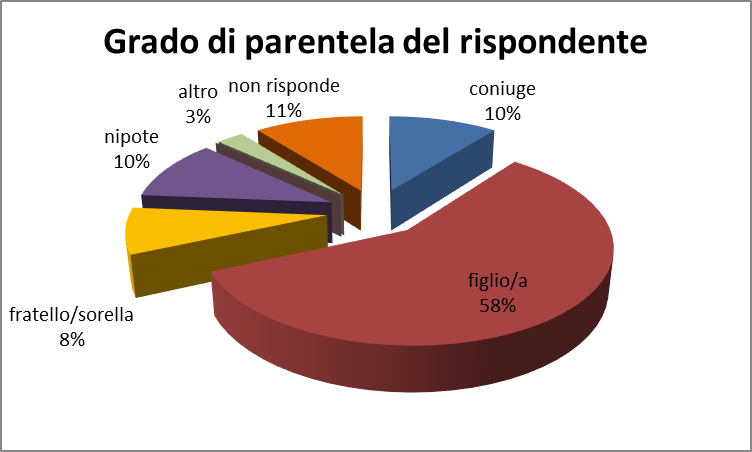 Grado di parentela del rispondente
coniuge
10%
figlio/a
58%
fratello/sorella
8%
nipote
10%
altro
3%
non risponde
11%